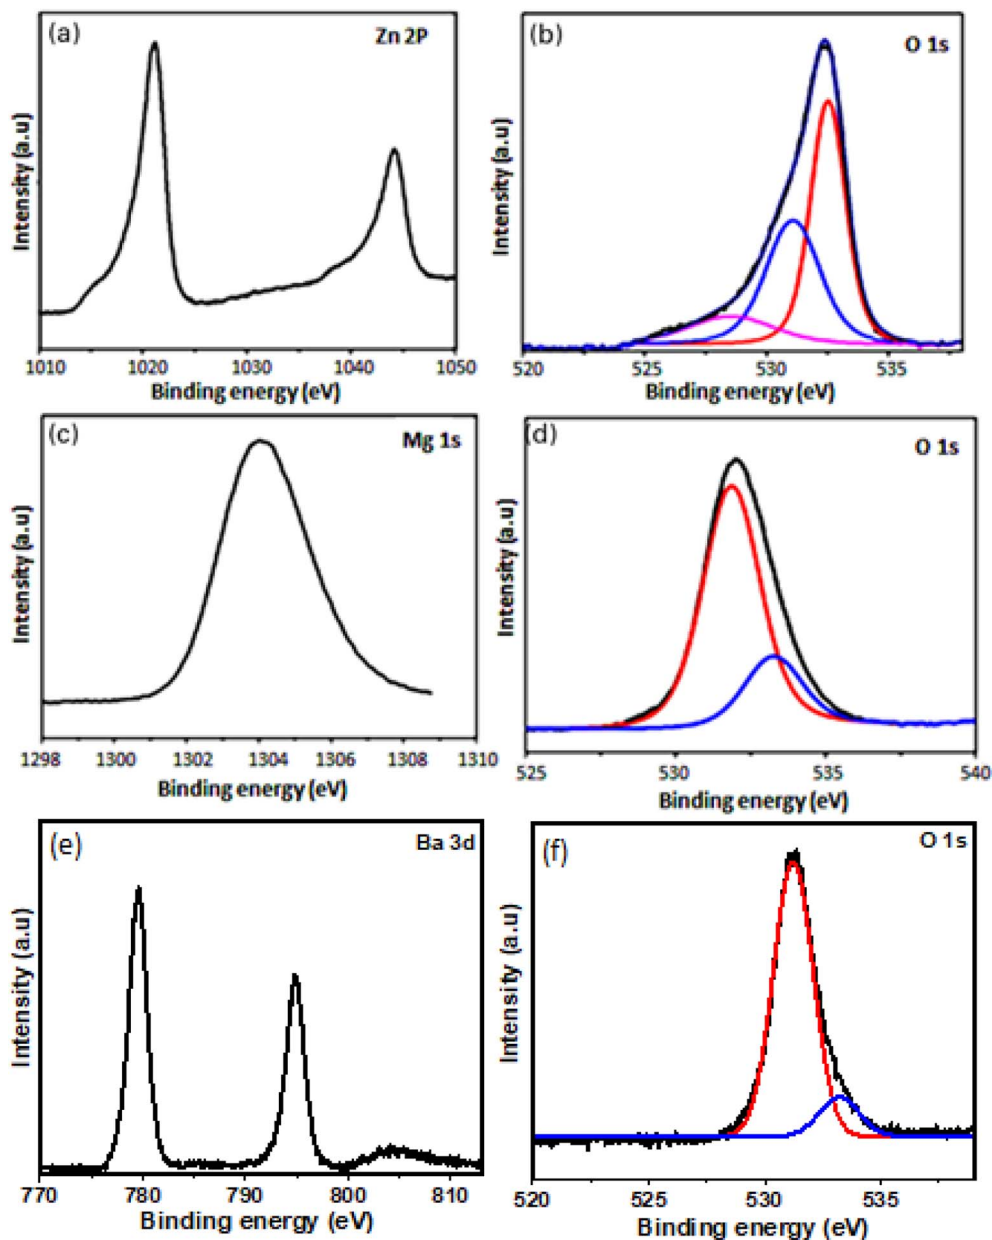 (a)
Zn 2P
Intensity (a.u)
1010 1020 1030 1040 1050
Binding energy (eV)
(b)
O 1s
Intensity (a.u)
520 525 530 535
Binding energy (eV)
(c)
Mg 1s
Intensity (a.u)
1298 1300 1302 1304 1306 1308 1310
Binding energy (eV)
(d)
O 1s
Intensity (a.u)
525 530 535 540
Binding energy (eV)
(e)
Ba 3d
Intensity (a.u)
770 780 790 800 810
Binding energy (eV)
(f)
O 1s
Intensity (a.u)
520 525 530 535
Binding energy (eV)